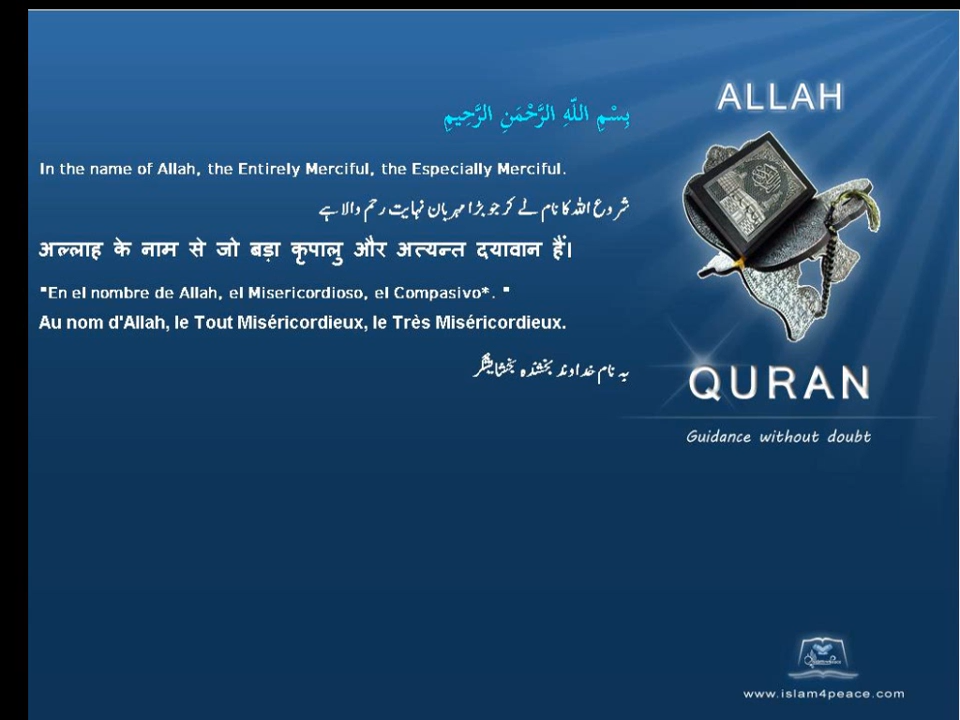 بِسْمِ اللّهِ الرَّحْمَنِ الرَّحِيمِ
In the name of Allah, the Entirely Merciful, the Especially Merciful.
شروع الله کا نام لے کر جو بڑا مہربان نہایت رحم والا ہے
अल्लाह के नाम से जो बड़ा कृपालु और अत्यन्त दयावान हैं।
"En el nombre de Allah, el Misericordioso, el Compasivo*. "
Au nom d'Allah, le Tout Miséricordieux, le Très Miséricordieux.
به نام خداوند بخشنده بخشایشگر
ALLAH
QURAN
Guidance without doubt
www.islam4peace.com